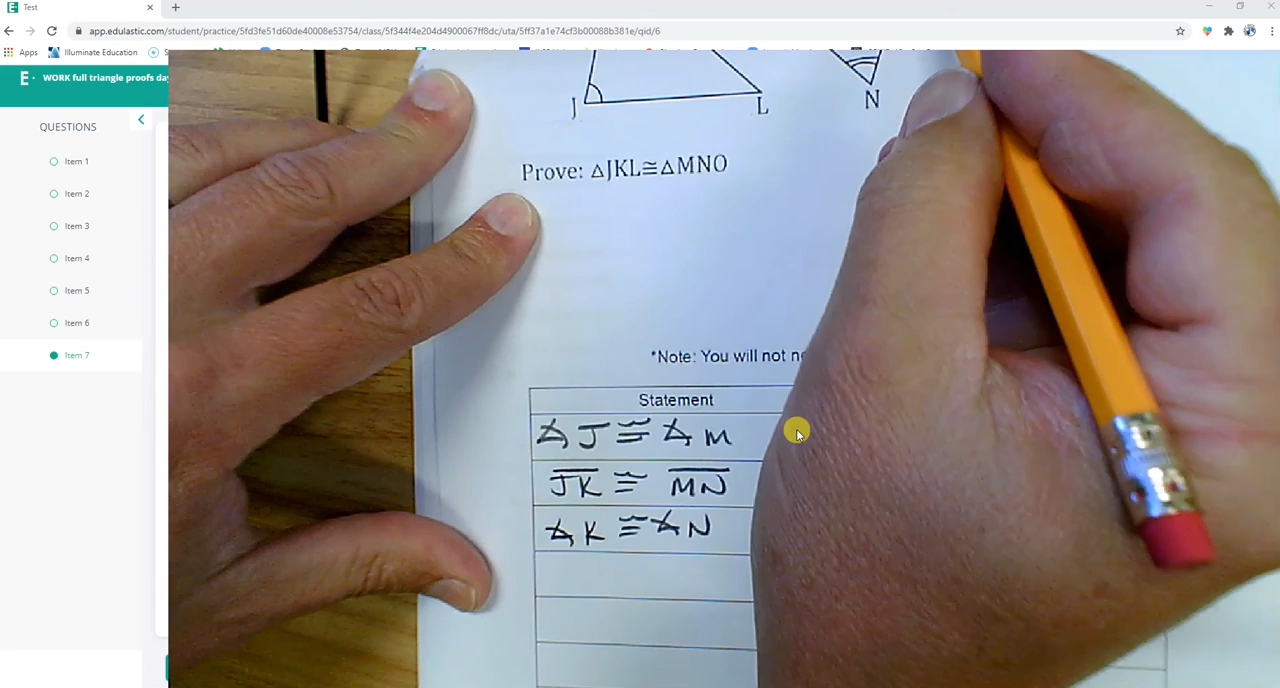 Test
app.edulastic.com/student/practice/5fd3fe51d60de40008e53754/class/5f344f4e204d4900067ff8dc/uta/5ff37a1e74cf3b00088b381e/qid/6
Apps Illuminate Education
E WORK full triangle proofs day
QUESTIONS
Item 1
Item 2
Item 3
Item 4
Item 5
Item 6
Item 7
J L N
Prove: △JKL≅△MNO
*Note: You will not
Statement
∡J ≅ ∡M
JK ≅ MN
∡K ≅ ∡N